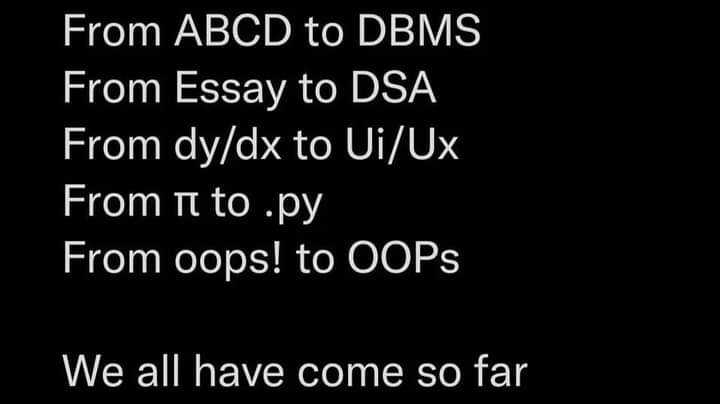 From ABCD to DBMS
From Essay to DSA
From dy/dx to Ui/Ux
From π to .py
From oops! to OOPs
We all have come so far